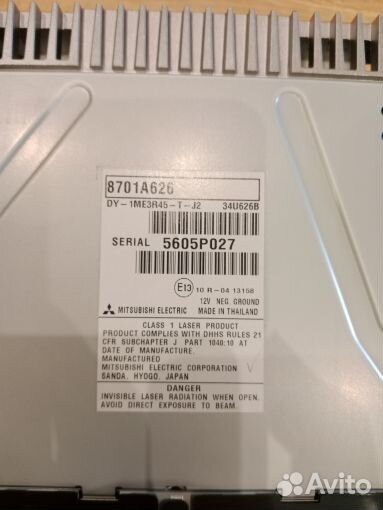 8701A626
DY-1ME3R45-T-J2 34U626B
SERIAL 5605P027
E13 10 R-04 13158
12V NEG. GROUND
MITSUBISHI ELECTRIC MADE IN THAILAND
CLASS 1 LASER PRODUCT
PRODUCT COMPLIES WITH DHHS RULES 21
CFR SUBCHAPTER J PART 1040:10 AT
DATE OF MANUFACTURE.
MANUFACTURED
MITSUBISHI ELECTRIC CORPORATION
SANDA, HYOGO, JAPAN
DANGER
INVISIBLE LASER RADIATION WHEN OPEN.
AVOID DIRECT EXPOSURE TO BEAM.
Avito